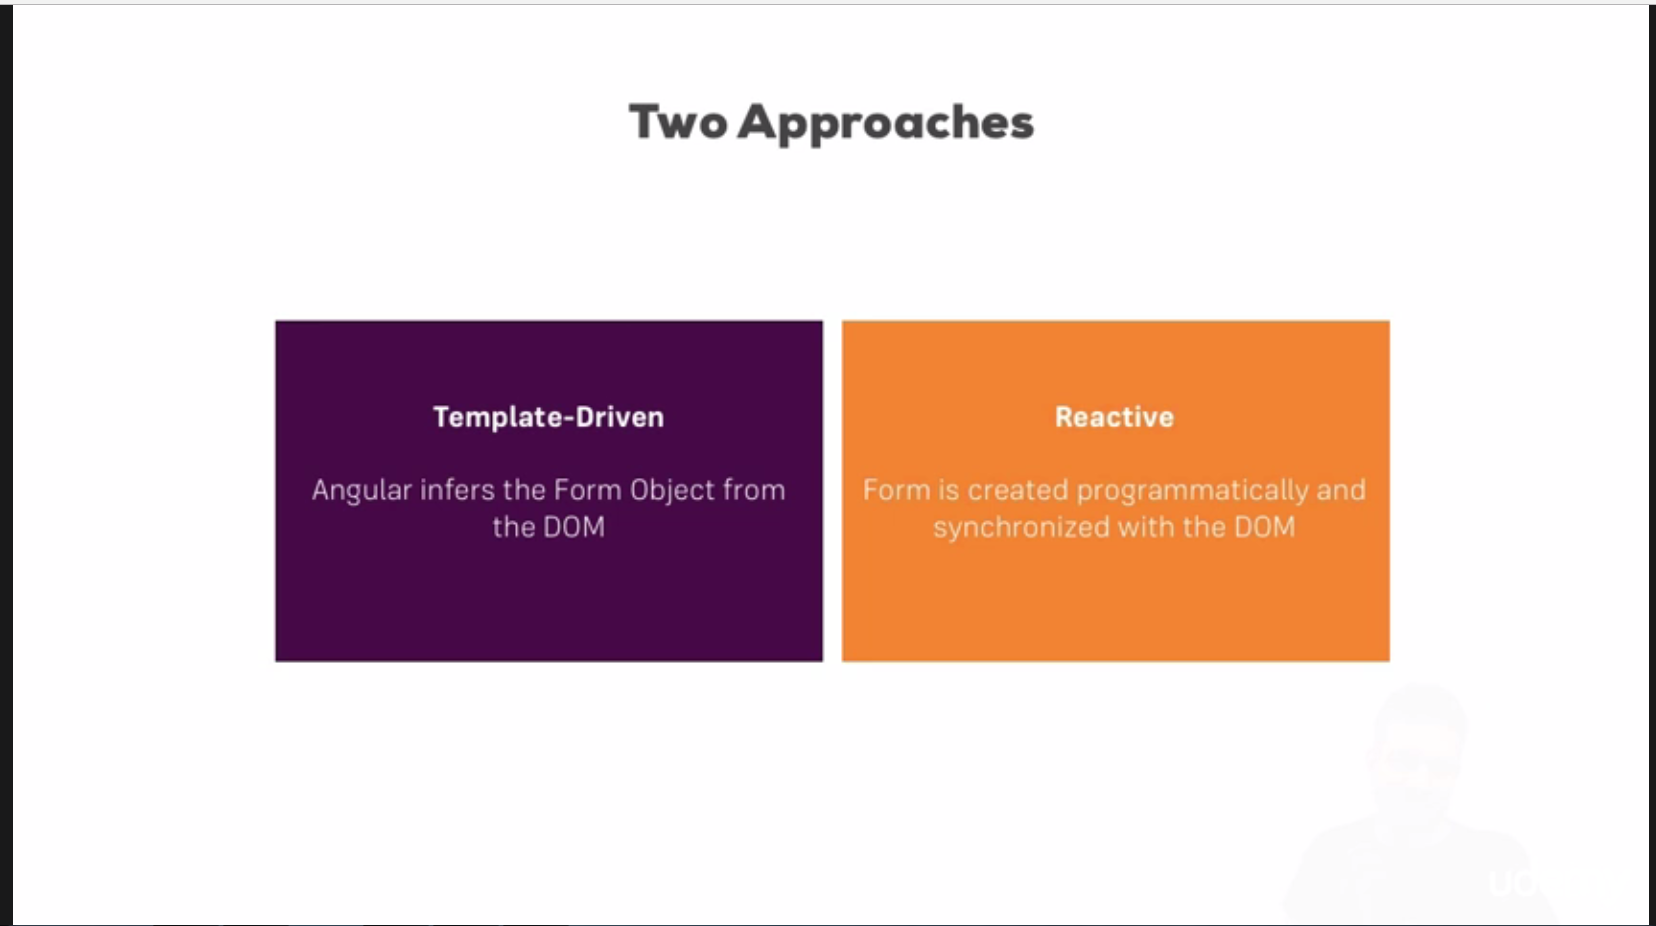 Two Approaches
Template-Driven
Angular infers the Form Object from
the DOM
Reactive
Form is created programmatically and
synchronized with the DOM